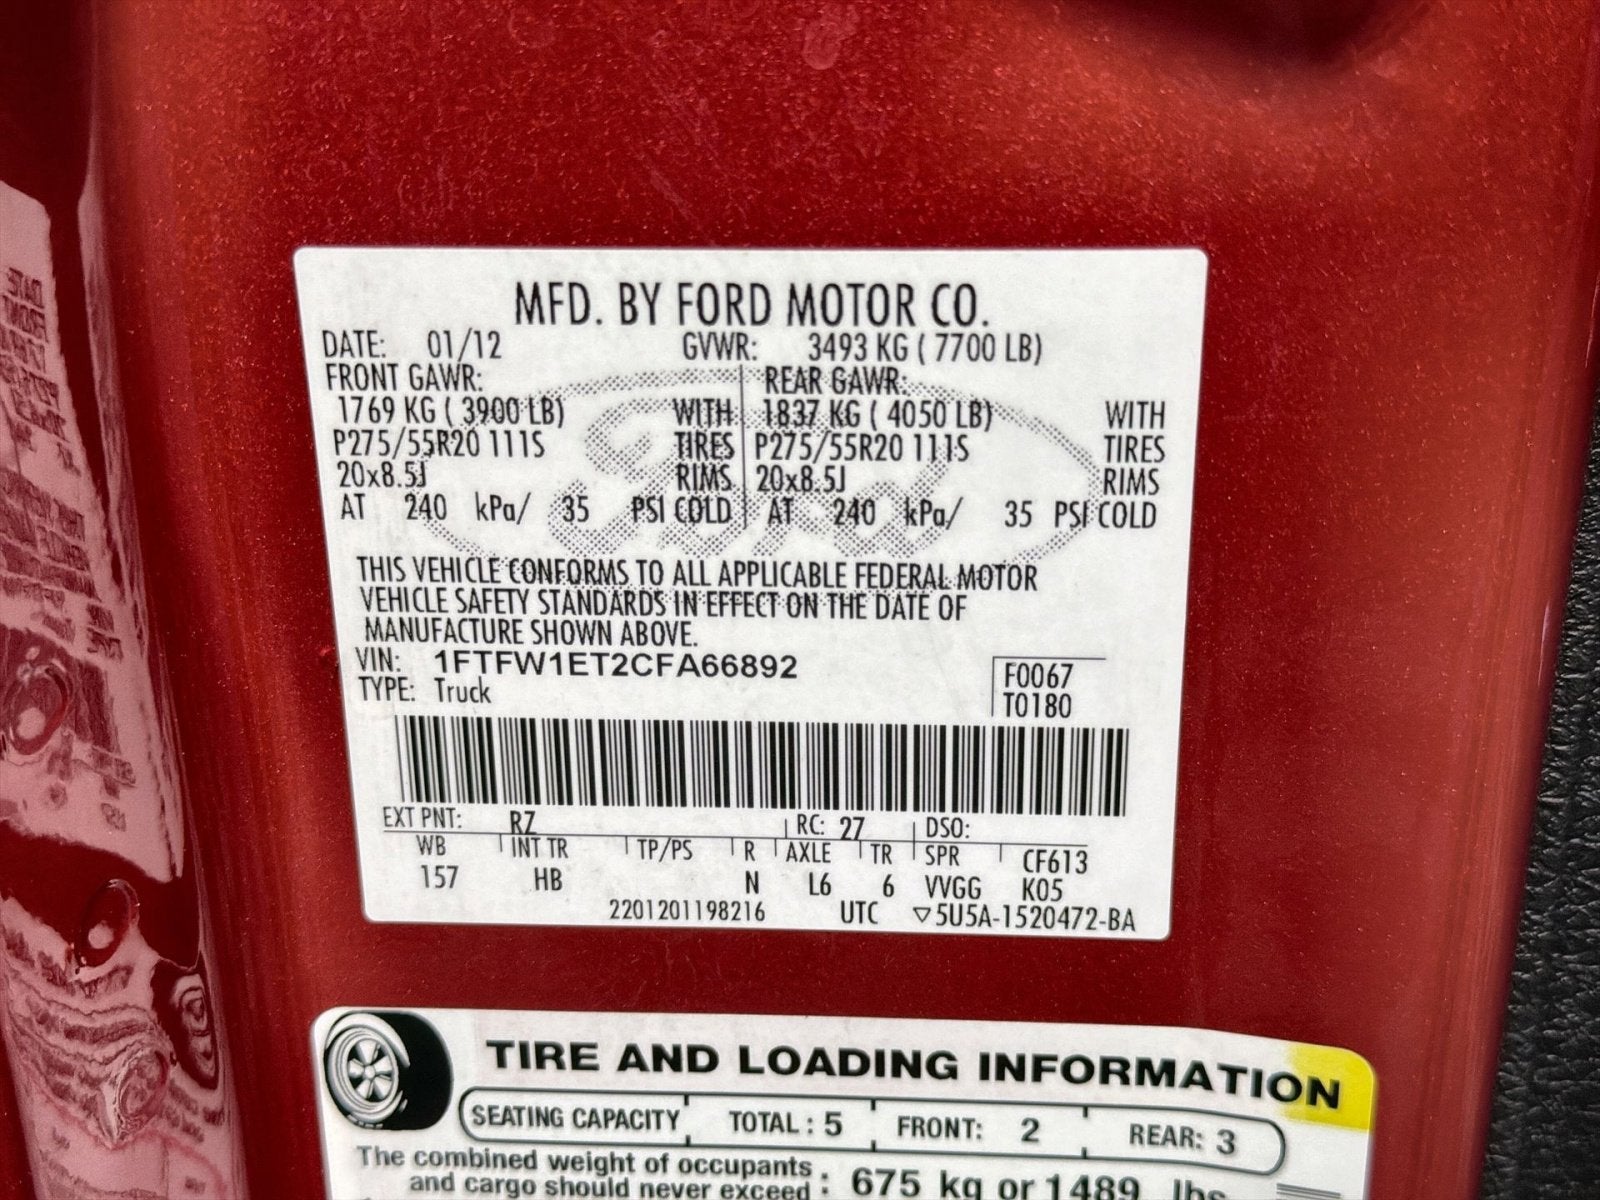 MFD. BY FORD MOTOR CO.
DATE: 01/12 GVWR: 3493 KG ( 7700 LB)
FRONT GAWR: REAR GAWR:
1769 KG ( 3900 LB) WITH 1837 KG ( 4050 LB) WITH
P275/55R20 111S TIRES P275/55R20 111S TIRES
20x8.5J RIMS 20x8.5J RIMS
AT 240 kPa/ 35 PSI COLD AT 240 kPa/ 35 PSI COLD
Ford
THIS VEHICLE CONFORMS TO ALL APPLICABLE FEDERAL MOTOR
VEHICLE SAFETY STANDARDS IN EFFECT ON THE DATE OF
MANUFACTURE SHOWN ABOVE.
VIN: 1FTFW1ET2CFA66892
TYPE: Truck
F0067
T0180
EXT PNT: RZ RC: 27 DSO:
WB INT TR TP/PS R AXLE TR SPR CF613
157 HB N L6 6 VVGG K05
2201201198216 UTC ▽5U5A-1520472-BA
TIRE AND LOADING INFORMATION
SEATING CAPACITY TOTAL : 5 FRONT: 2 REAR: 3
The combined weight of occupants
and cargo should never exceed : 675 kg or 1489 lbs